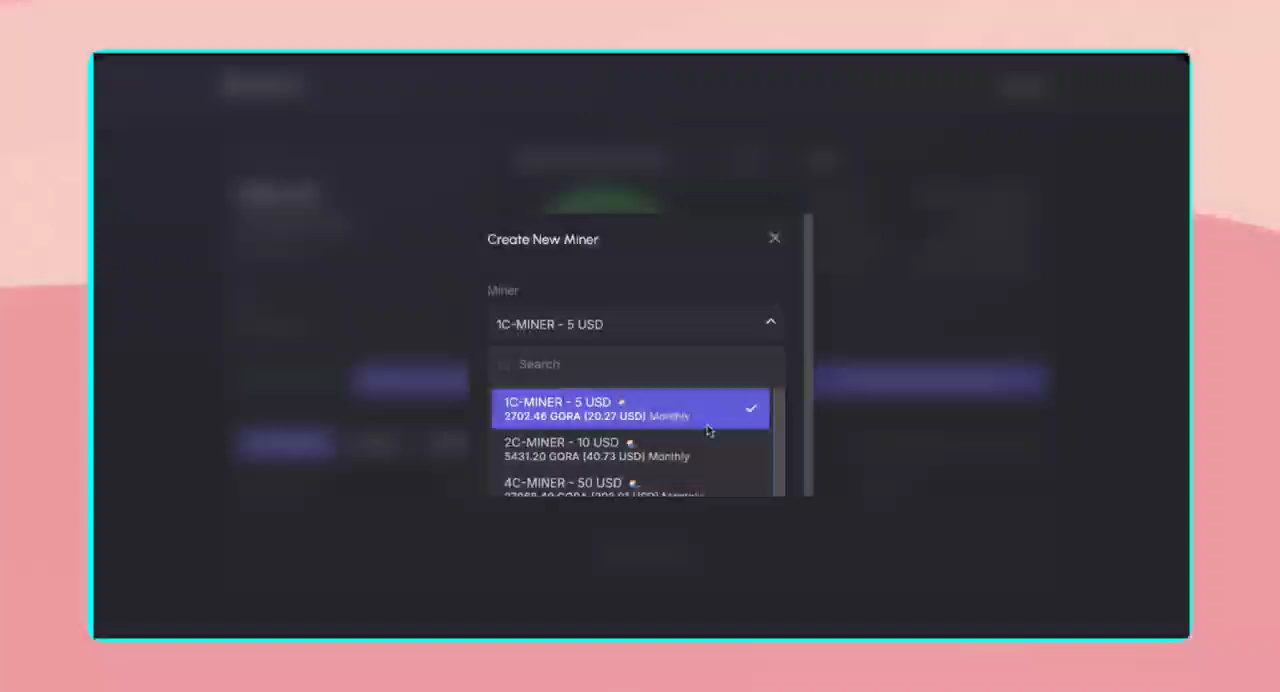 Create New Miner
Miner
1C-MINER - 5 USD
Search
1C-MINER - 5 USD
2702.46 GORA (20.27 USD) Monthly
2C-MINER - 10 USD
5431.20 GORA (40.73 USD) Monthly
4C-MINER - 50 USD